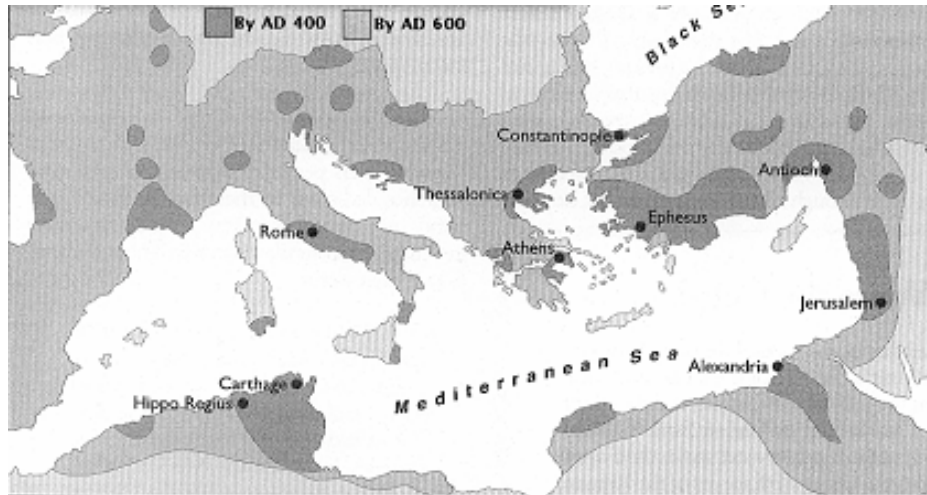 By AD 400
By AD 600
Black Sea
Constantinople
Antioch
Thessalonica
Ephesus
Rome
Athens
Jerusalem
Mediterranean Sea
Alexandria
Carthage
Hippo Regius